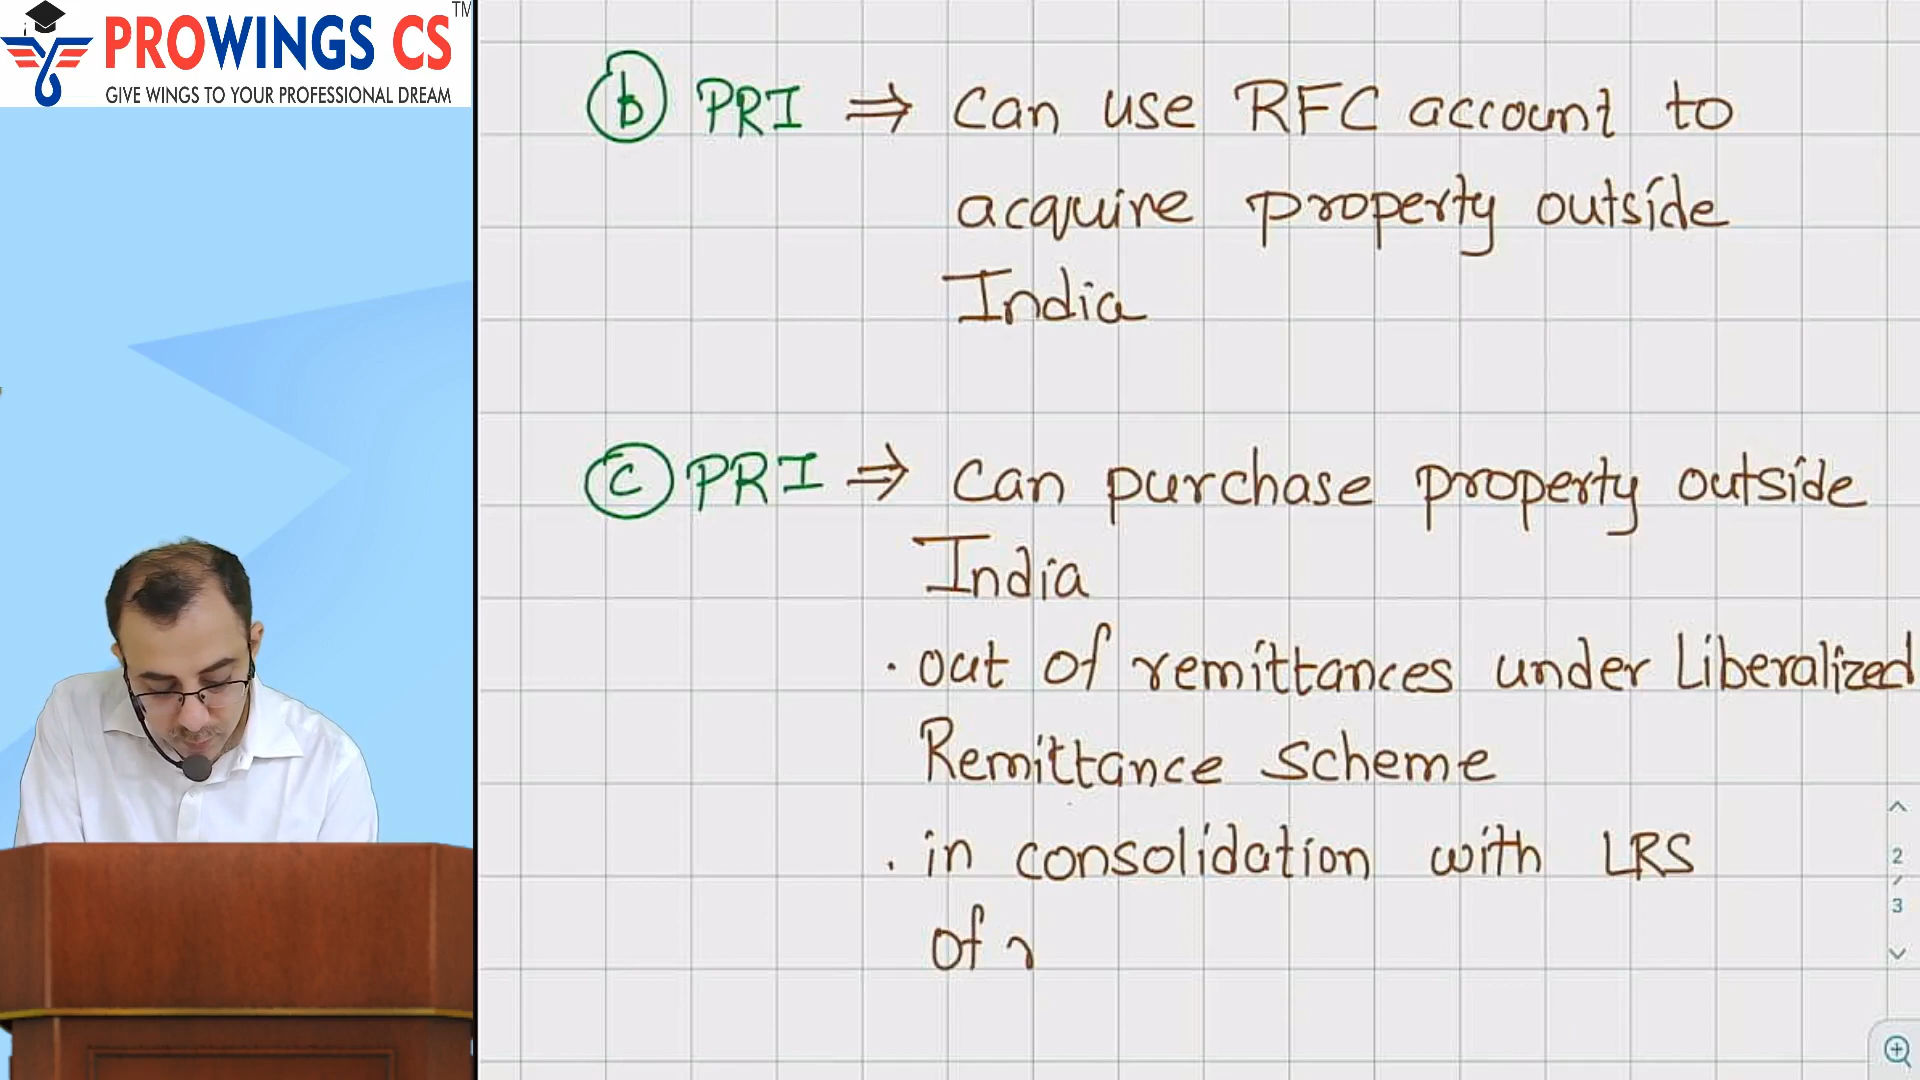 PROWINGS CS TM
GIVE WINGS TO YOUR PROFESSIONAL DREAM
b PRI ⇒ can use RFC account to
acquire property outside
India
c PRI ⇒ can purchase property outside
India
. out of remittances under Liberalized
Remittance scheme
. in consolidation with LRS
of r
2
/
3